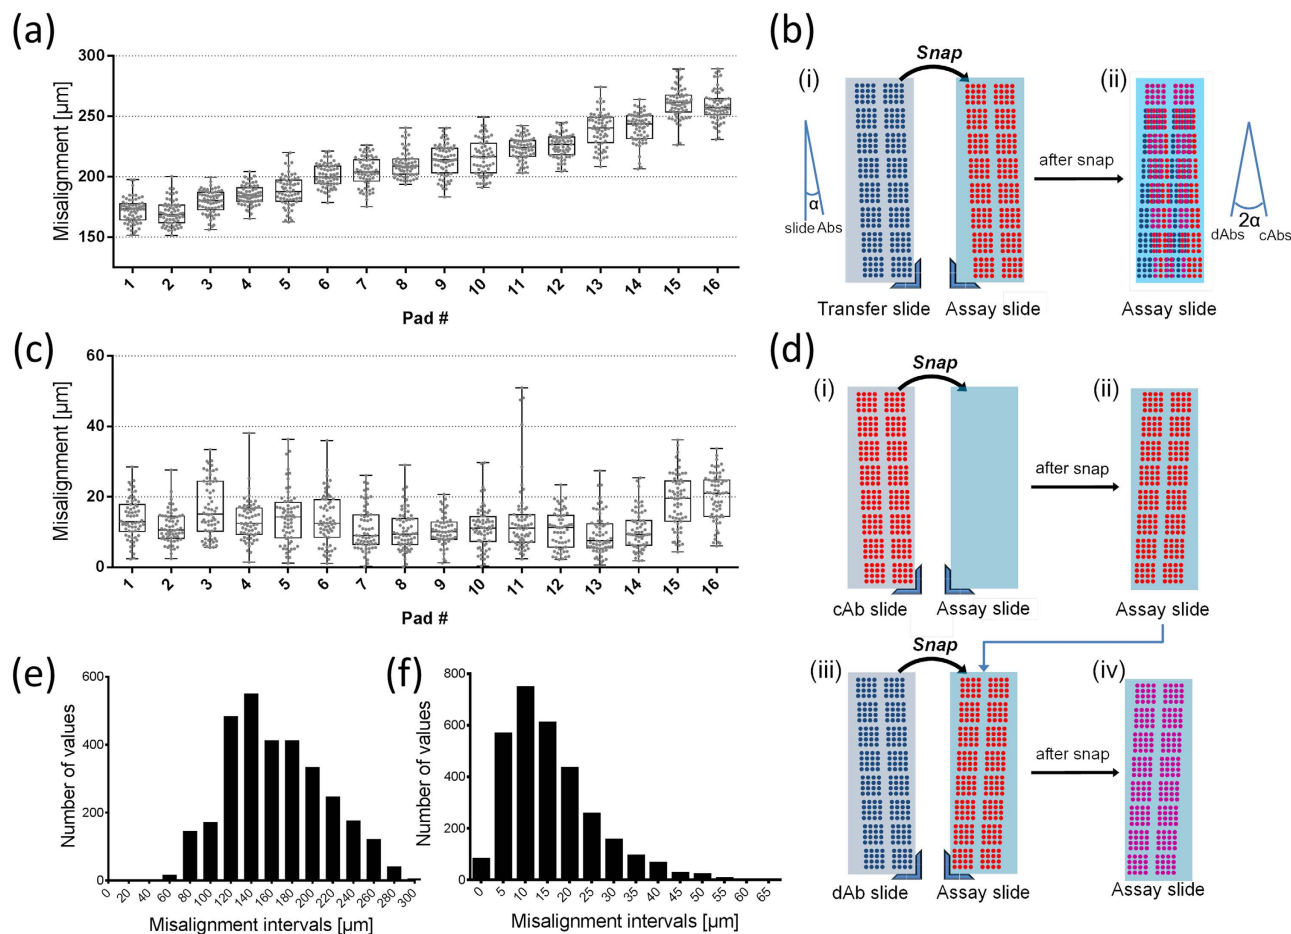 (a)
Misalignment [µm]
300
250
200
150
1 2 3 4 5 6 7 8 9 10 11 12 13 14 15 16
Pad #
(b)
(i)
Snap
(ii)
α
slide Abs
after snap
2α
dAbs cAbs
Transfer slide
Assay slide
Assay slide
(c)
Misalignment [µm]
60
40
20
0
1 2 3 4 5 6 7 8 9 10 11 12 13 14 15 16
Pad #
(d)
(i)
Snap
(ii)
after snap
cAb slide
Assay slide
Assay slide
(iii)
Snap
(iv)
after snap
dAb slide
Assay slide
Assay slide
(e)
Number of values
600
400
200
0
0 20 40 60 80 100 120 140 160 180 200 220 240 260 280 300
Misalignment intervals [µm]
(f)
Number of values
800
600
400
200
0
0 5 10 15 20 25 30 35 40 45 50 55 60 65
Misalignment intervals [µm]